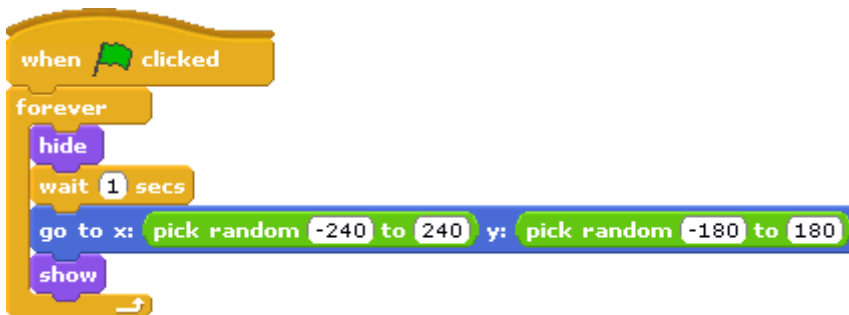 when clicked
forever
hide
wait 1 secs
go to x: pick random -240 to 240 y: pick random -180 to 180
show